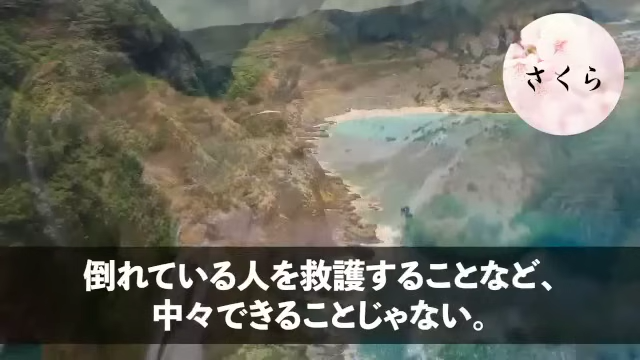 さくら
倒れている人を救護することなど、
中々できることじゃない。